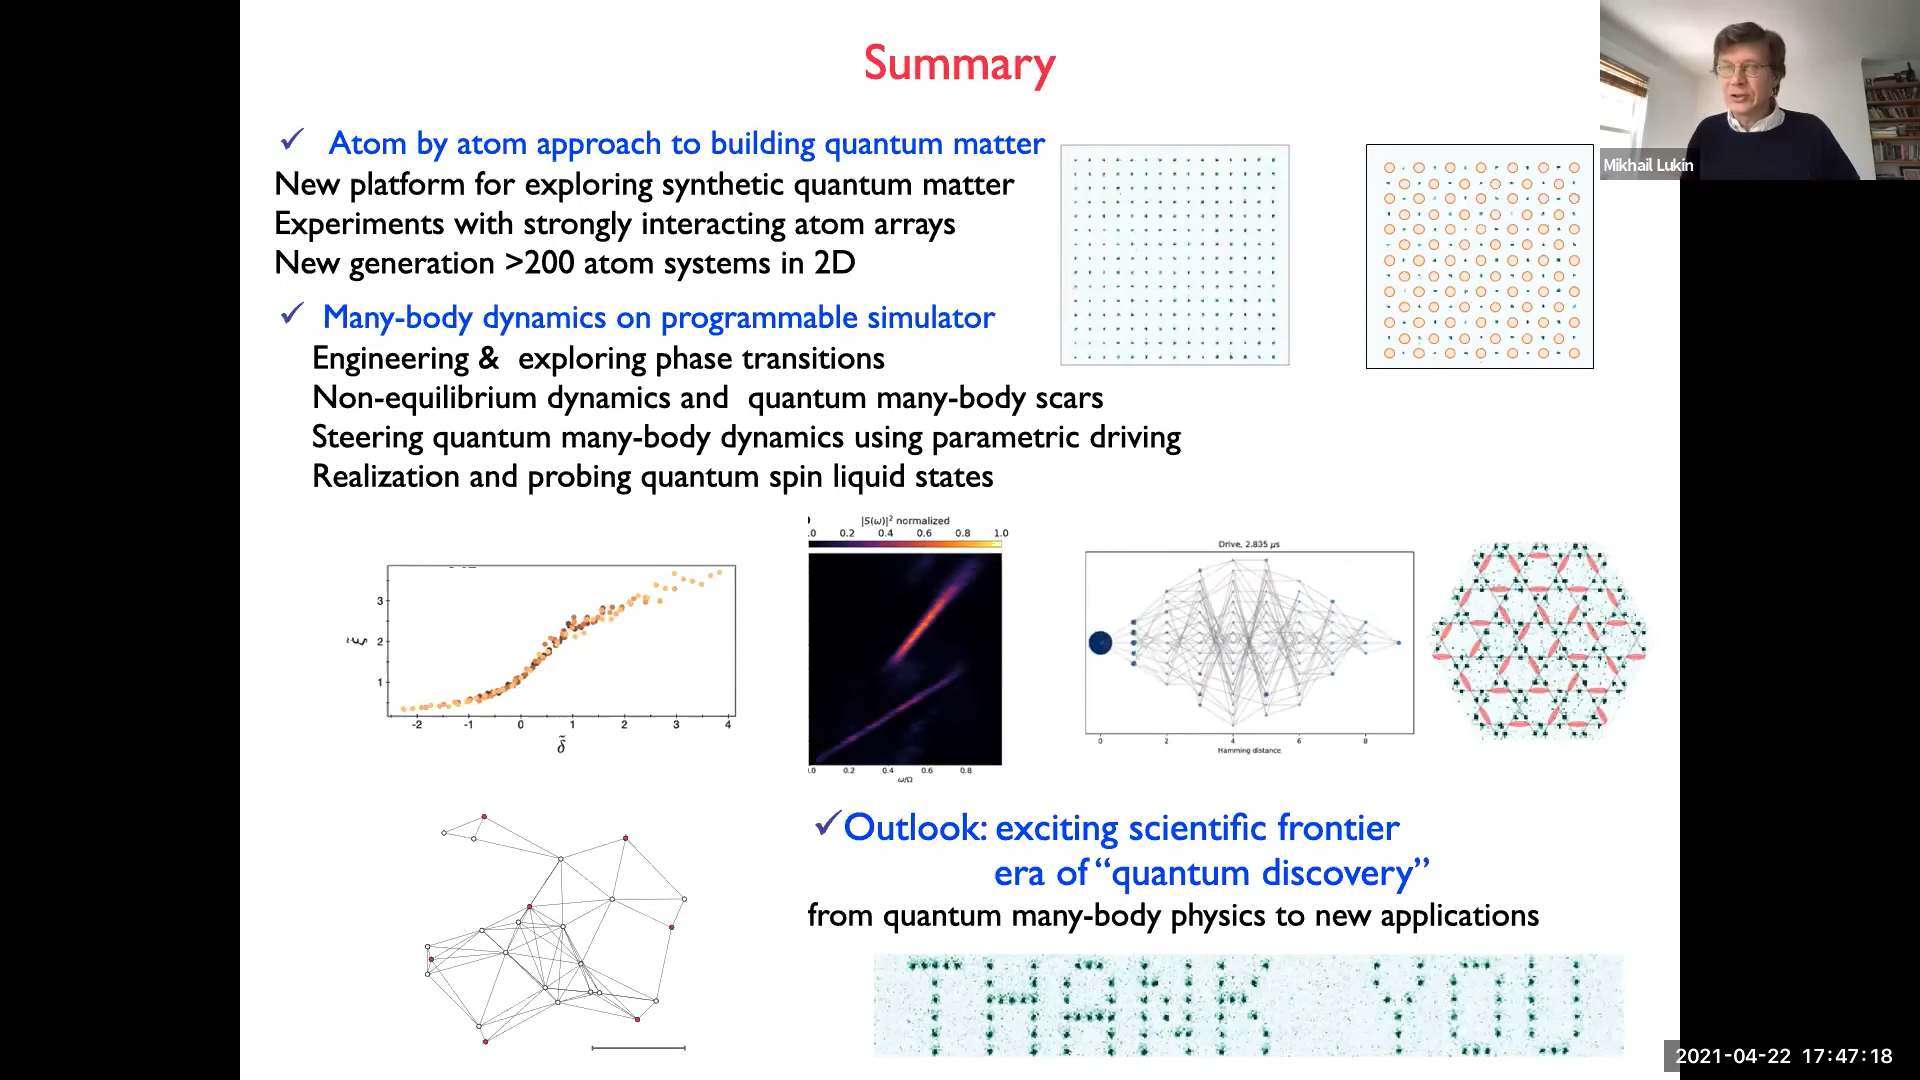 Summary
Mikhail Lukin
✓ Atom by atom approach to building quantum matter
New platform for exploring synthetic quantum matter
Experiments with strongly interacting atom arrays
New generation >200 atom systems in 2D
✓ Many-body dynamics on programmable simulator
Engineering & exploring phase transitions
Non-equilibrium dynamics and quantum many-body scars
Steering quantum many-body dynamics using parametric driving
Realization and probing quantum spin liquid states
3
2
1
ξ̃
-2 -1 0 1 2 3 4
δ̃
|S(ω)|² normalized
.0 0.2 0.4 0.6 0.8 1.0
.0 0.2 0.4 0.6 0.8
ω/Ω
Drive, 2.835 μs
0 2 4 6 8
Hamming distance
✓Outlook: exciting scientific frontier
era of “quantum discovery”
from quantum many-body physics to new applications
THANK YOU
2021-04-22 17:47:18